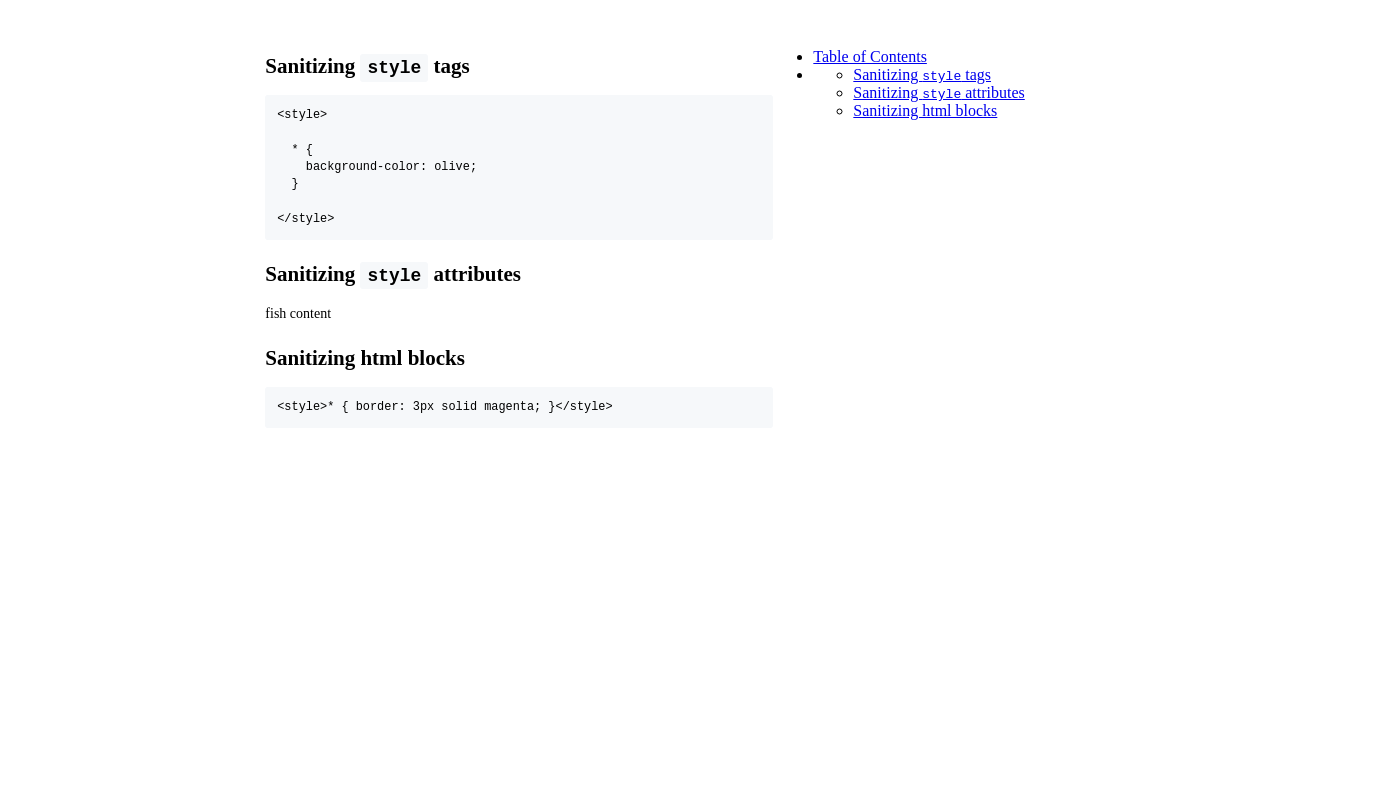 Sanitizing style tags
<style>
* {
background-color: olive;
}
</style>
Sanitizing style attributes
fish content
Sanitizing html blocks
<style>* { border: 3px solid magenta; }</style>
Table of Contents
Sanitizing style tags
Sanitizing style attributes
Sanitizing html blocks